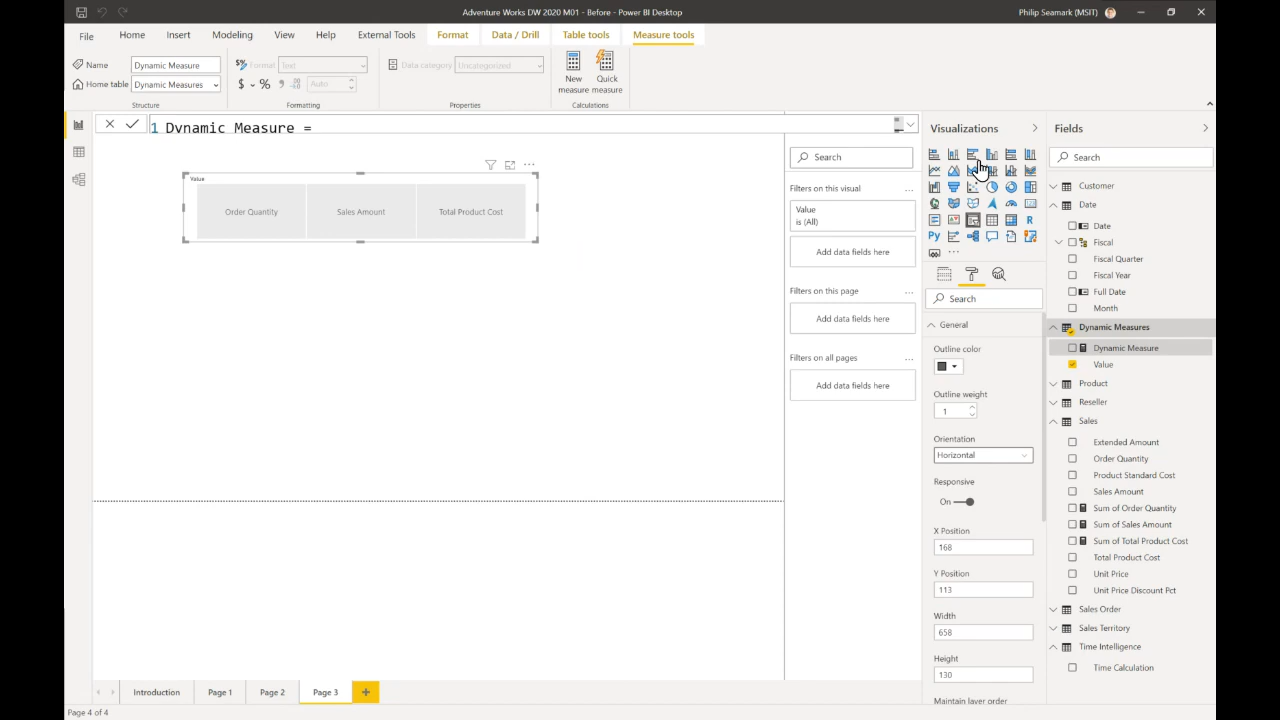 Adventure Works DW 2020 M01 - Before - Power BI Desktop
Philip Seamark (MSIT)
File
Home
Insert
Modeling
View
Help
External Tools
Format
Data / Drill
Table tools
Measure tools
Name
Dynamic Measure
Home table
Dynamic Measures
Structure
Format
Text
$
%
Auto
Formatting
Data category
Uncategorized
Properties
New measure
Quick measure
Calculations
1 Dynamic Measure =
Value
Order Quantity
Sales Amount
Total Product Cost
Search
Filters on this visual
...
Value
is (All)
Add data fields here
Filters on this page
...
Add data fields here
Filters on all pages
...
Add data fields here
Visualizations
R
Py
...
Search
General
Outline color
Outline weight
1
Orientation
Horizontal
Responsive
On
X Position
168
Y Position
113
Width
658
Height
130
Maintain layer order
Fields
Search
Customer
Date
Date
Fiscal
Fiscal Quarter
Fiscal Year
Full Date
Month
Dynamic Measures
Dynamic Measure
Value
Product
Reseller
Sales
Extended Amount
Order Quantity
Product Standard Cost
Sales Amount
Sum of Order Quantity
Sum of Sales Amount
Sum of Total Product Cost
Total Product Cost
Unit Price
Unit Price Discount Pct
Sales Order
Sales Territory
Time Intelligence
Time Calculation
Introduction
Page 1
Page 2
Page 3
+
Page 4 of 4